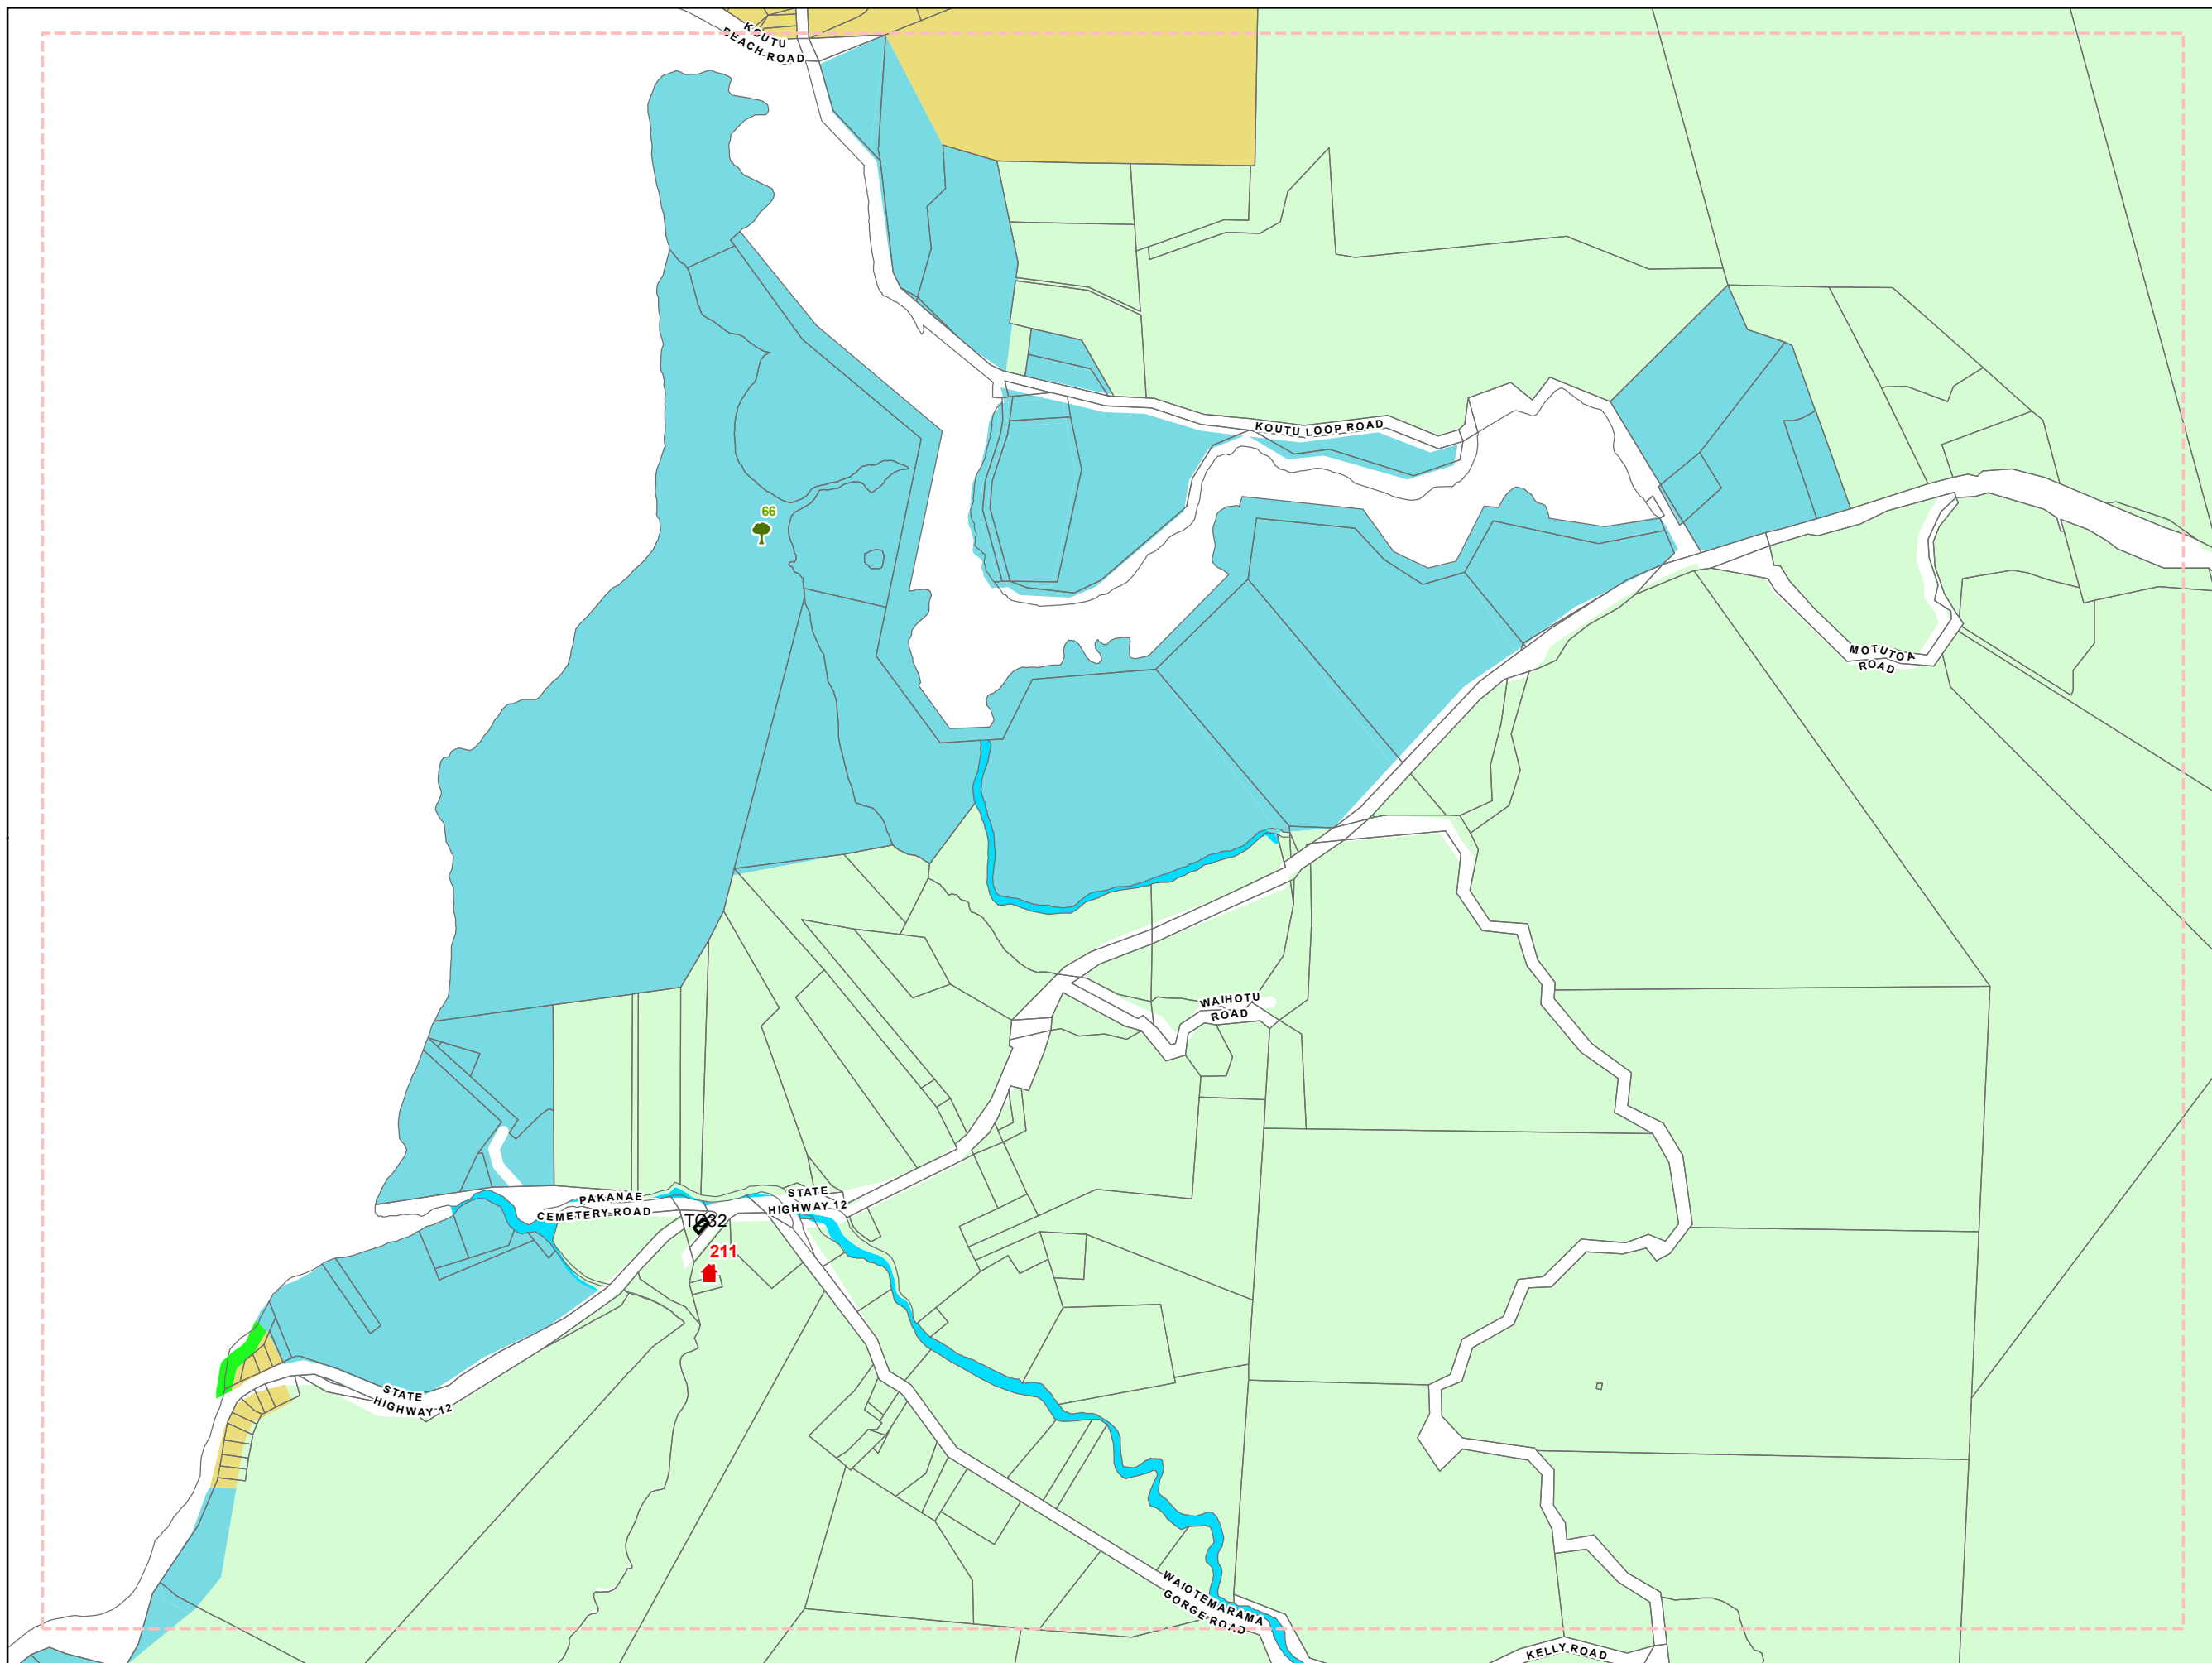 KOUTU
BEACH ROAD
KOUTU LOOP ROAD
66
MOTUTOA
ROAD
WAIHOTU
ROAD
PAKANAE
CEMETERY ROAD
STATE
HIGHWAY 12
TC32
211
STATE
HIGHWAY 12
WAIOTEMARAMA
GORGE ROAD
KELLY ROAD